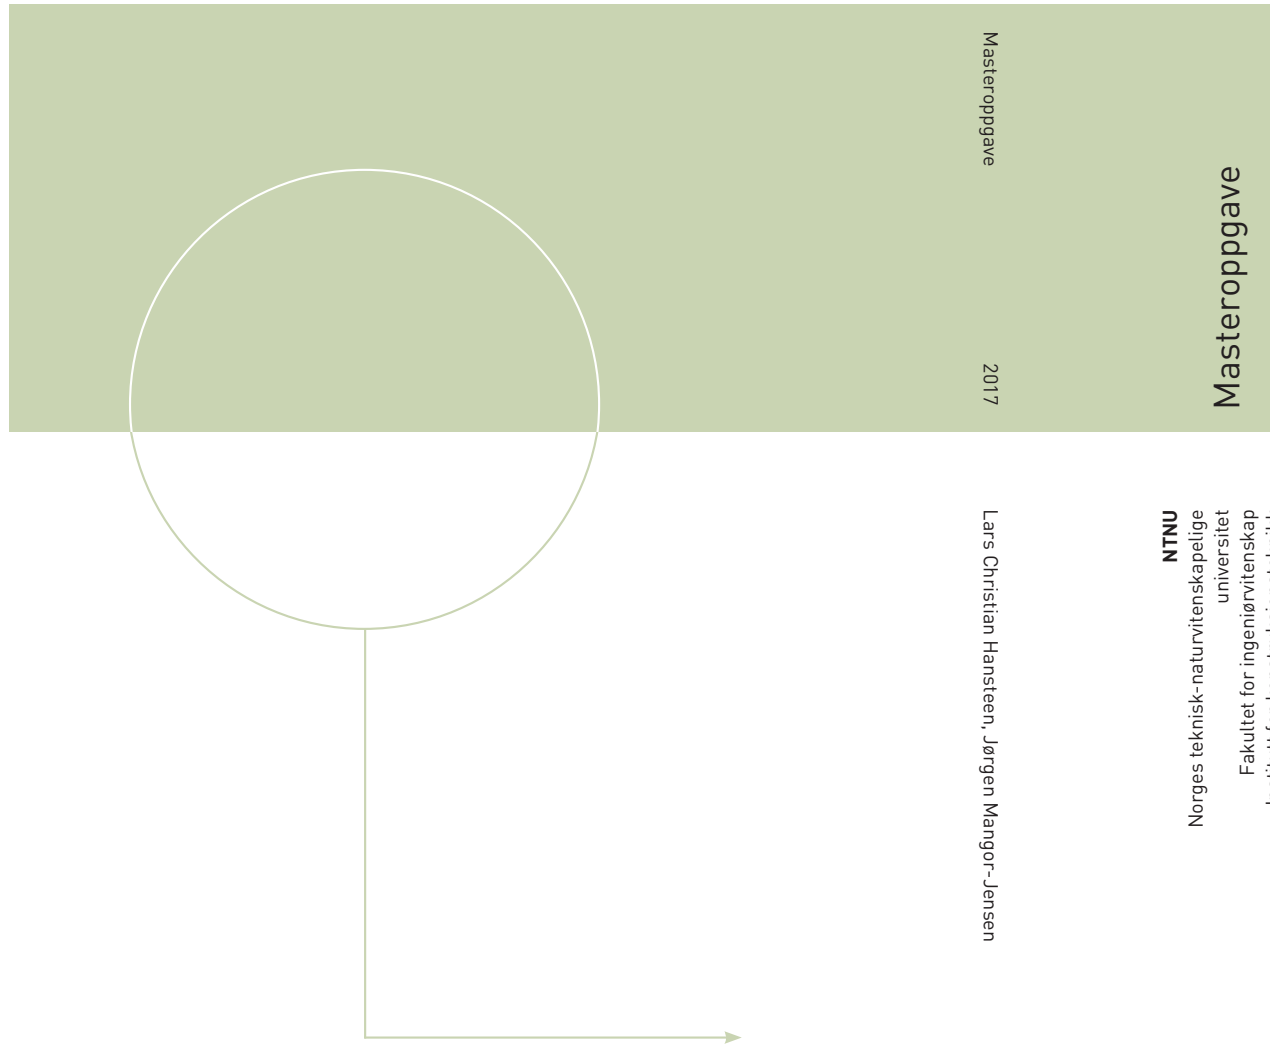 Masteroppgave
2017
Lars Christian Hansteen, Jørgen Mangor-Jensen
Masteroppgave
NTNU
Norges teknisk-naturvitenskapelige
universitet
Fakultet for ingeniørvitenskap